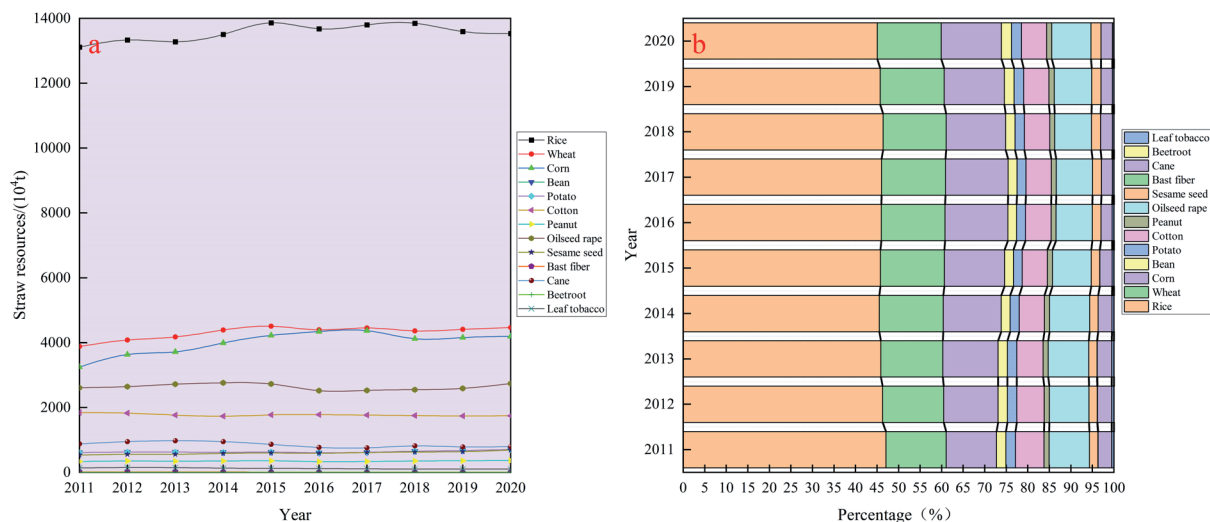 a
14000
12000
10000
8000
6000
4000
2000
0
2011 2012 2013 2014 2015 2016 2017 2018 2019 2020
Year
Straw resources/(10⁴t)
Rice
Wheat
Corn
Bean
Potato
Cotton
Peanut
Oilseed rape
Sesame seed
Bast fiber
Cane
Beetroot
Leaf tobacco
b
2020
2019
2018
2017
2016
2015
2014
2013
2012
2011
Year
0 5 10 15 20 25 30 35 40 45 50 55 60 65 70 75 80 85 90 95 100
Percentage（%）
Leaf tobacco
Beetroot
Cane
Bast fiber
Sesame seed
Oilseed rape
Peanut
Cotton
Potato
Bean
Corn
Wheat
Rice